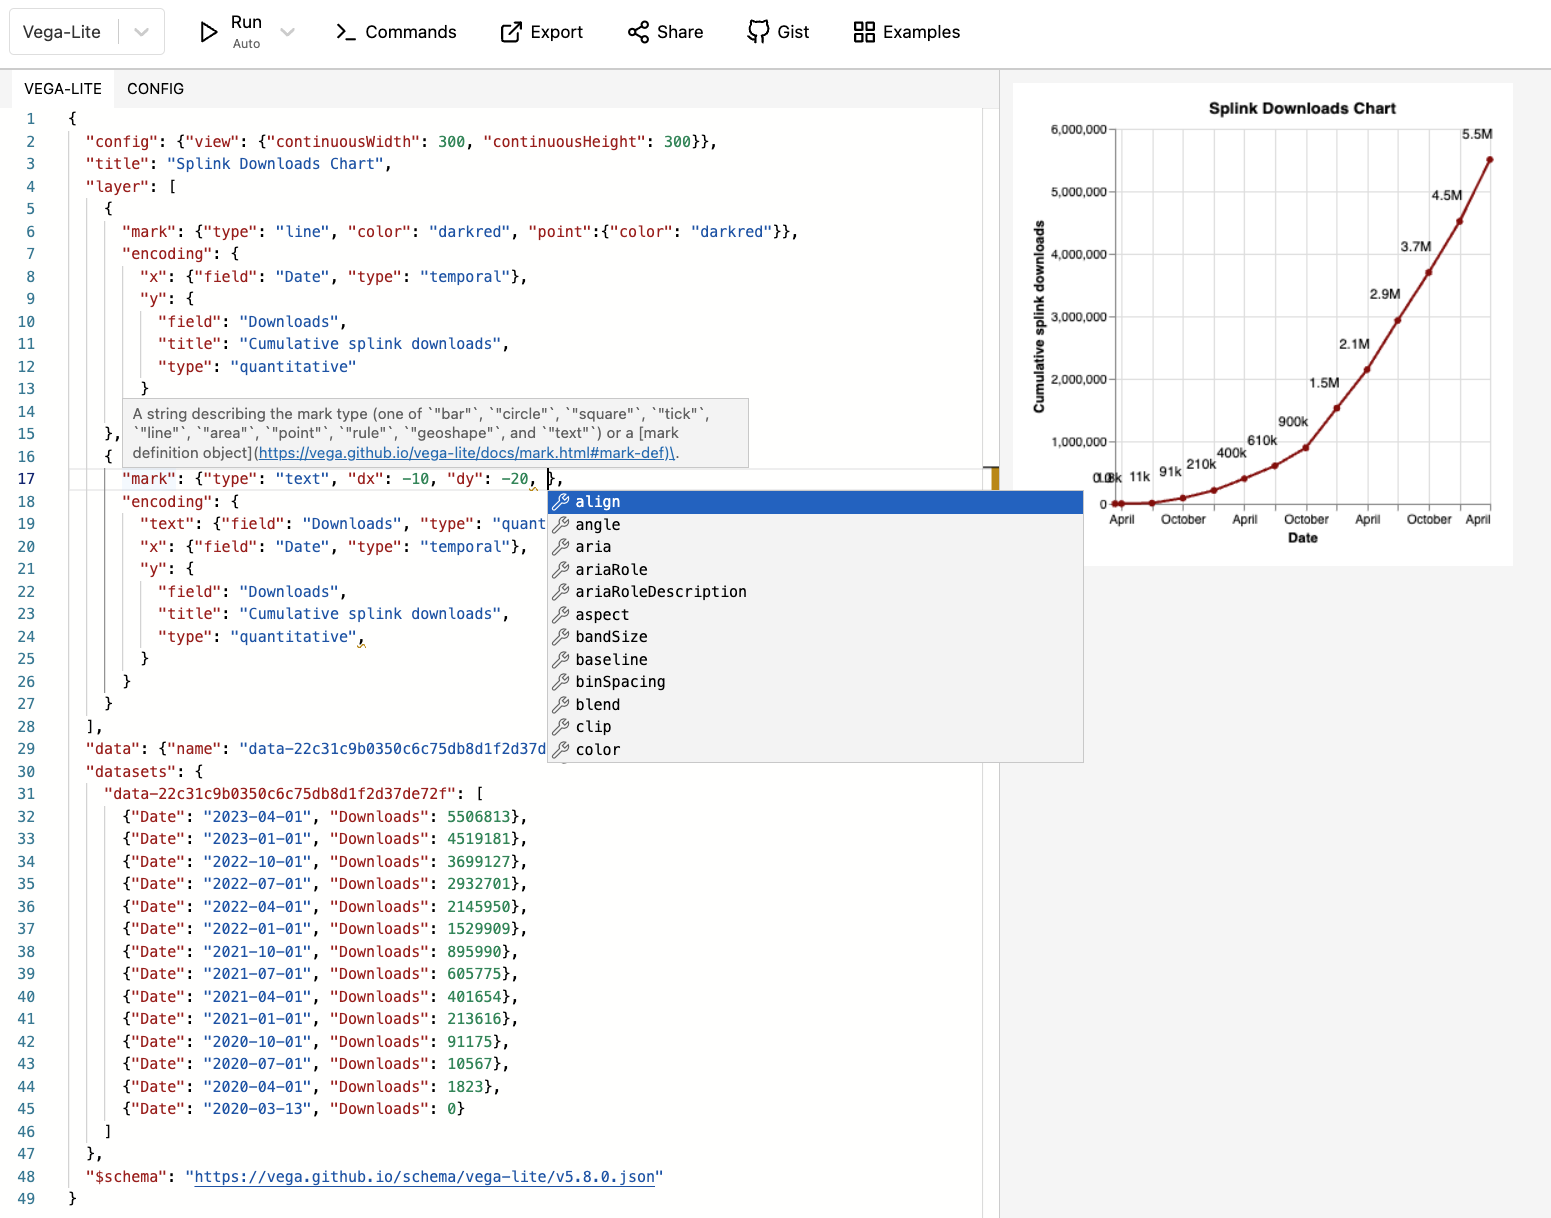 Vega-Lite
Run
Auto
Commands
Export
Share
Gist
Examples
VEGA-LITE
CONFIG
1 {
2 "config": {"view": {"continuousWidth": 300, "continuousHeight": 300}},
3 "title": "Splink Downloads Chart",
4 "layer": [
5 {
6 "mark": {"type": "line", "color": "darkred", "point":{"color": "darkred"}},
7 "encoding": {
8 "x": {"field": "Date", "type": "temporal"},
9 "y": {
10 "field": "Downloads",
11 "title": "Cumulative splink downloads",
12 "type": "quantitative"
13 }
14
15 },
16 {
A string describing the mark type (one of `"bar"`, `"circle"`, `"square"`, `"tick"`,
`"line"`, `"area"`, `"point"`, `"rule"`, `"geoshape"`, and `"text"`) or a [mark
definition object](https://vega.github.io/vega-lite/docs/mark.html#mark-def)\.
17 "mark": {"type": "text", "dx": -10, "dy": -20, },
18 "encoding": {
19 "text": {"field": "Downloads", "type": "quant
20 "x": {"field": "Date", "type": "temporal"},
21 "y": {
22 "field": "Downloads",
23 "title": "Cumulative splink downloads",
24 "type": "quantitative",
25 }
26 }
27 }
28 ],
29 "data": {"name": "data-22c31c9b0350c6c75db8d1f2d37d
30 "datasets": {
31 "data-22c31c9b0350c6c75db8d1f2d37de72f": [
32 {"Date": "2023-04-01", "Downloads": 5506813},
33 {"Date": "2023-01-01", "Downloads": 4519181},
34 {"Date": "2022-10-01", "Downloads": 3699127},
35 {"Date": "2022-07-01", "Downloads": 2932701},
36 {"Date": "2022-04-01", "Downloads": 2145950},
37 {"Date": "2022-01-01", "Downloads": 1529909},
38 {"Date": "2021-10-01", "Downloads": 895990},
39 {"Date": "2021-07-01", "Downloads": 605775},
40 {"Date": "2021-04-01", "Downloads": 401654},
41 {"Date": "2021-01-01", "Downloads": 213616},
42 {"Date": "2020-10-01", "Downloads": 91175},
43 {"Date": "2020-07-01", "Downloads": 10567},
44 {"Date": "2020-04-01", "Downloads": 1823},
45 {"Date": "2020-03-13", "Downloads": 0}
46 ]
47 },
48 "$schema": "https://vega.github.io/schema/vega-lite/v5.8.0.json"
49 }
align
angle
aria
ariaRole
ariaRoleDescription
aspect
bandSize
baseline
binSpacing
blend
clip
color
Splink Downloads Chart
Cumulative splink downloads
6,000,000
5,000,000
4,000,000
3,000,000
2,000,000
1,000,000
0
5.5M
4.5M
3.7M
2.9M
2.1M
1.5M
900k
610k
400k
210k
91k
11k
April October April October April October April
Date